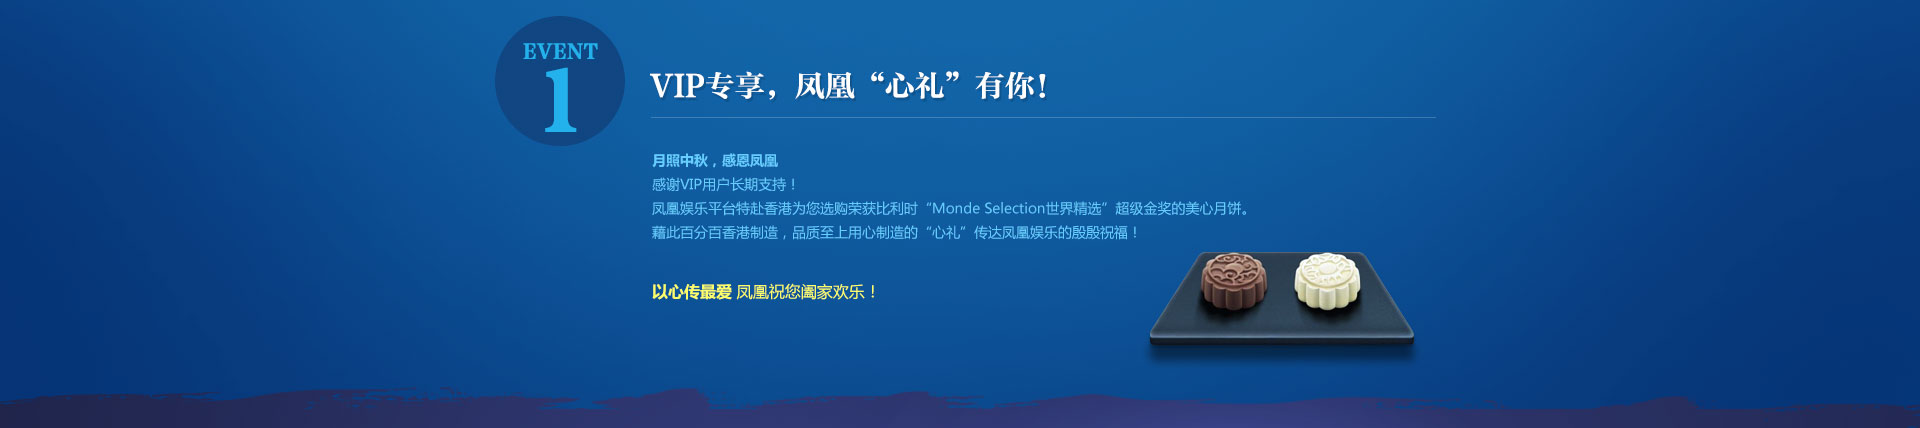 EVENT
1
VIP专享，凤凰“心礼”有你！
月照中秋，感恩凤凰
感谢VIP用户长期支持！
凤凰娱乐平台特赴香港为您选购荣获比利时“Monde Selection世界精选”超级金奖的美心月饼。
藉此百分百香港制造，品质至上用心制造的“心礼”传达凤凰娱乐的殷殷祝福！
以心传最爱 凤凰祝您阖家欢乐！